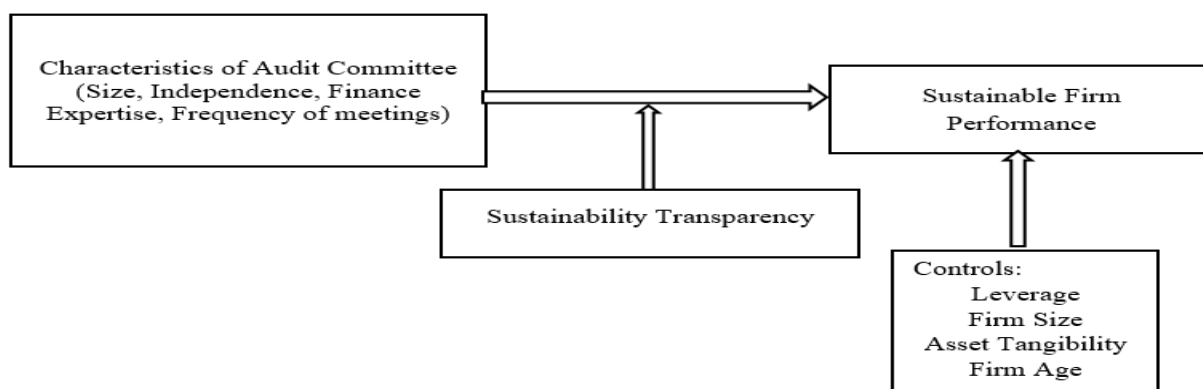 Characteristics of Audit Committee
(Size, Independence, Finance
Expertise, Frequency of meetings)
Sustainable Firm
Performance
Sustainability Transparency
Controls:
Leverage
Firm Size
Asset Tangibility
Firm Age